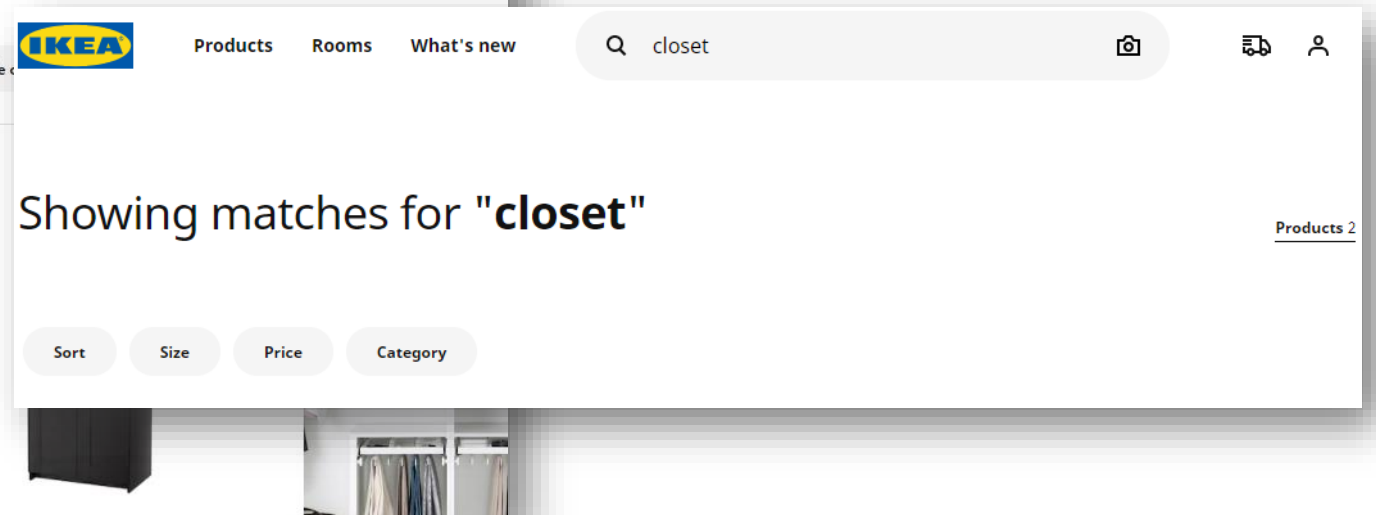 IKEA Products Rooms What's new closet
Showing matches for "closet"
Products 2
Sort Size Price Category